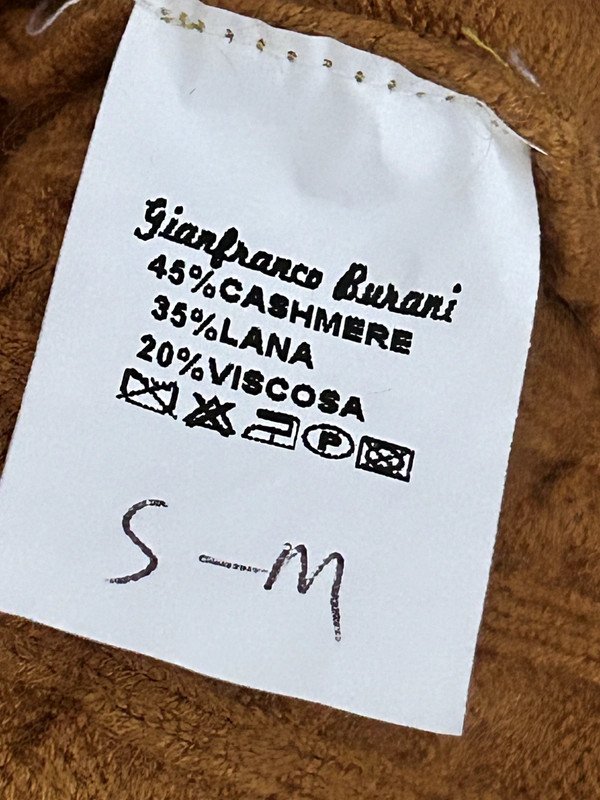 Gianfranco Burani
45%CASHMERE
35%LANA
20%VISCOSA
P
S-M